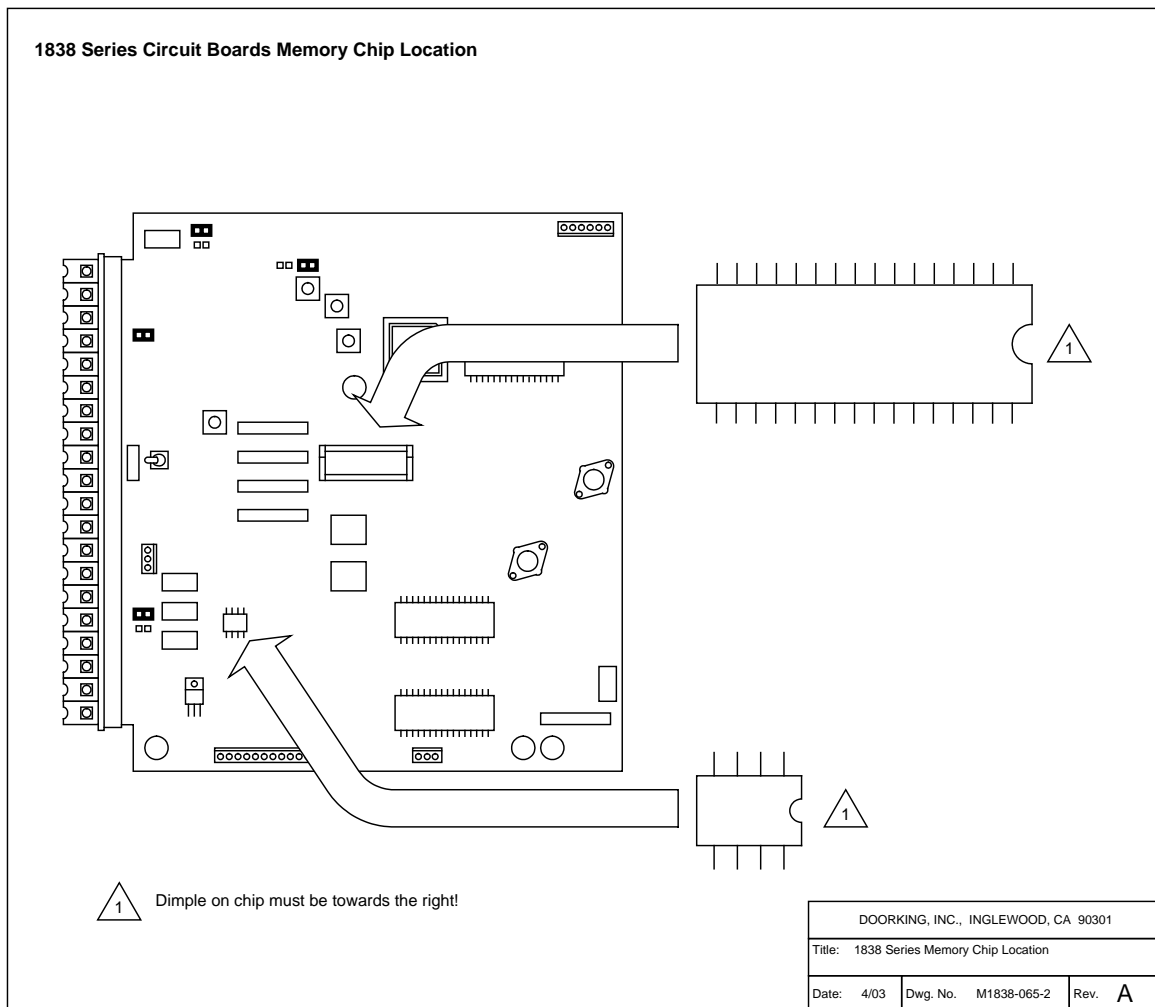 1838 Series Circuit Boards Memory Chip Location
1
1
1 Dimple on chip must be towards the right!
DOORKING, INC., INGLEWOOD, CA 90301
Title: 1838 Series Memory Chip Location
Date: 4/03 Dwg. No. M1838-065-2 Rev. A